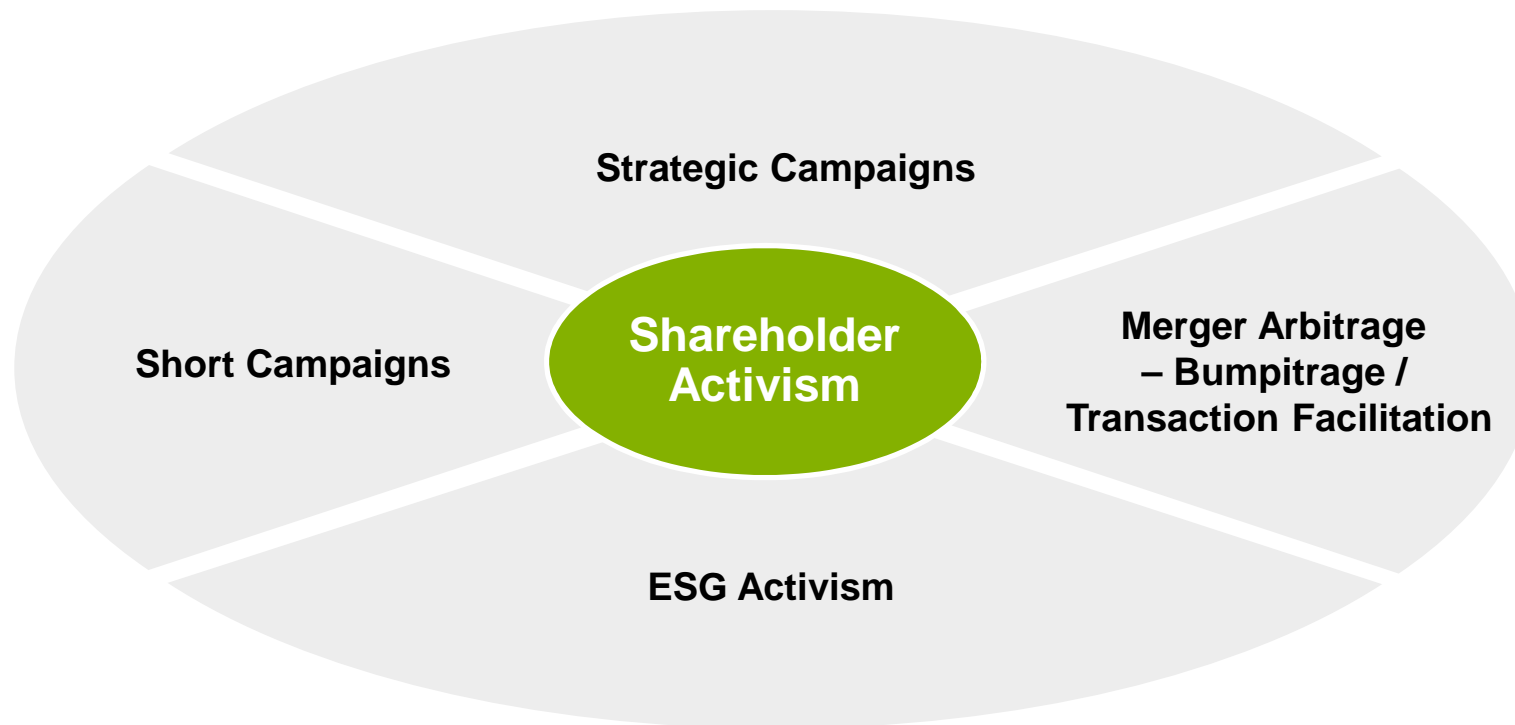 Strategic Campaigns
Short Campaigns
Shareholder
Activism
Merger Arbitrage
– Bumpitrage /
Transaction Facilitation
ESG Activism